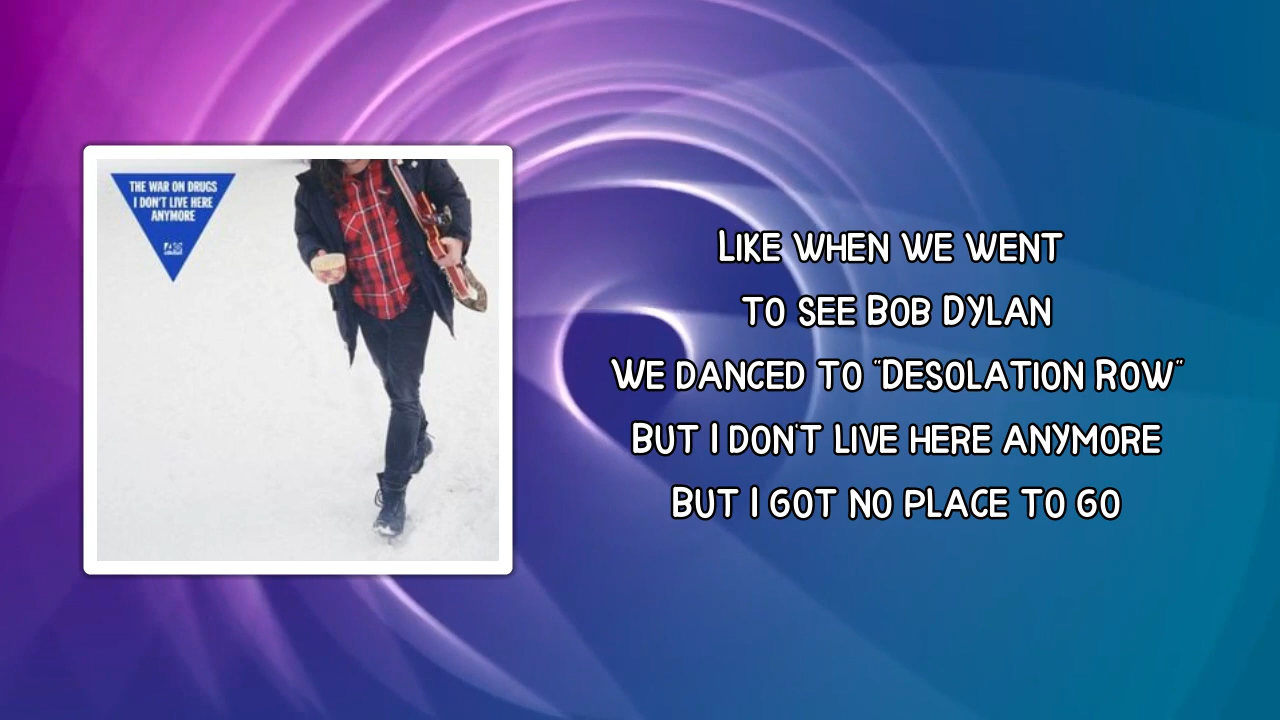 THE WAR ON DRUGS
I DON'T LIVE HERE
ANYMORE
LIKE WHEN WE WENT
TO SEE BOB DYLAN
WE DANCED TO "DESOLATION ROW"
BUT I DON'T LIVE HERE ANYMORE
BUT I GOT NO PLACE TO GO